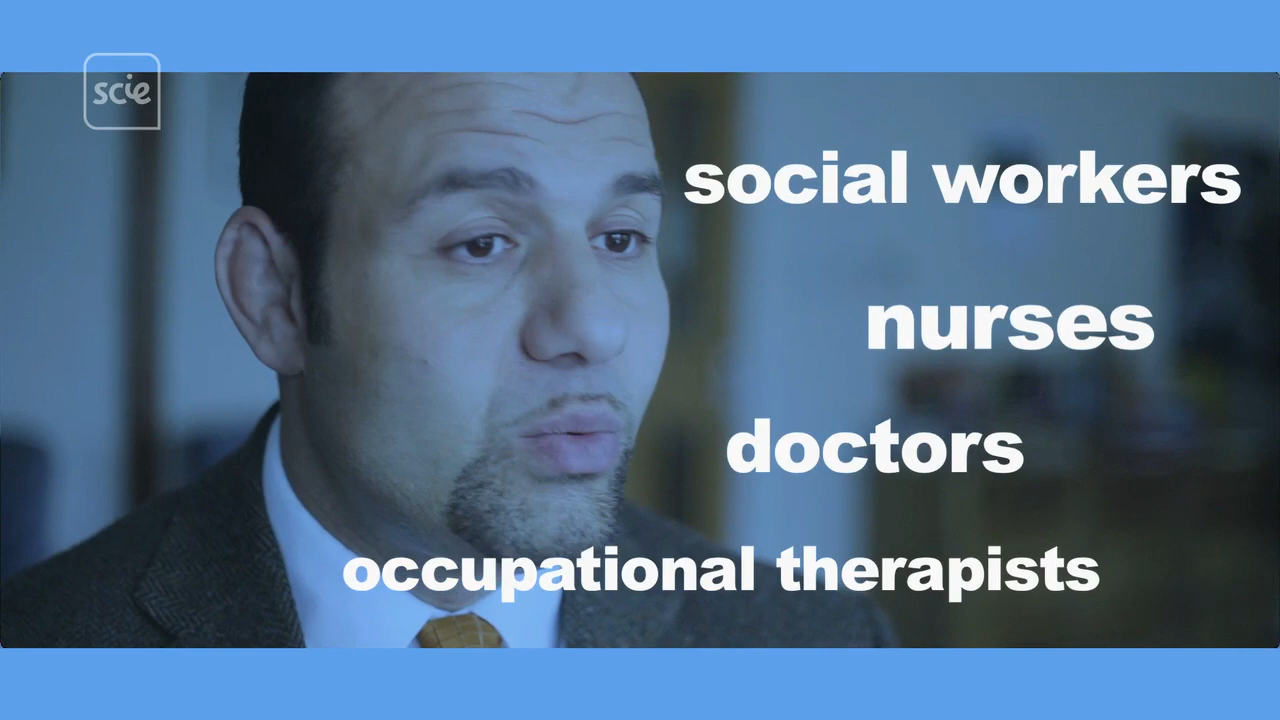 scie
social workers
nurses
doctors
occupational therapists